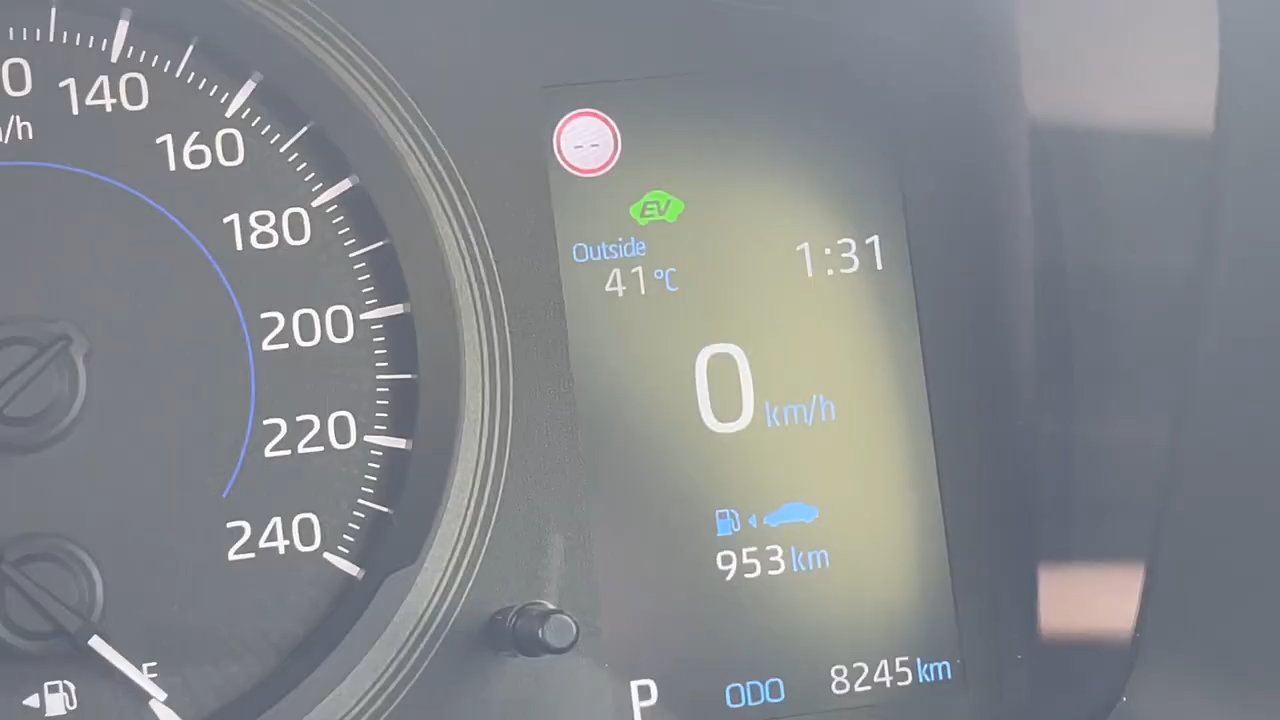 140
160
180
200
220
240
F
--
EV
Outside
41°C
1:31
0 km/h
953 km
P ODO 8245 km